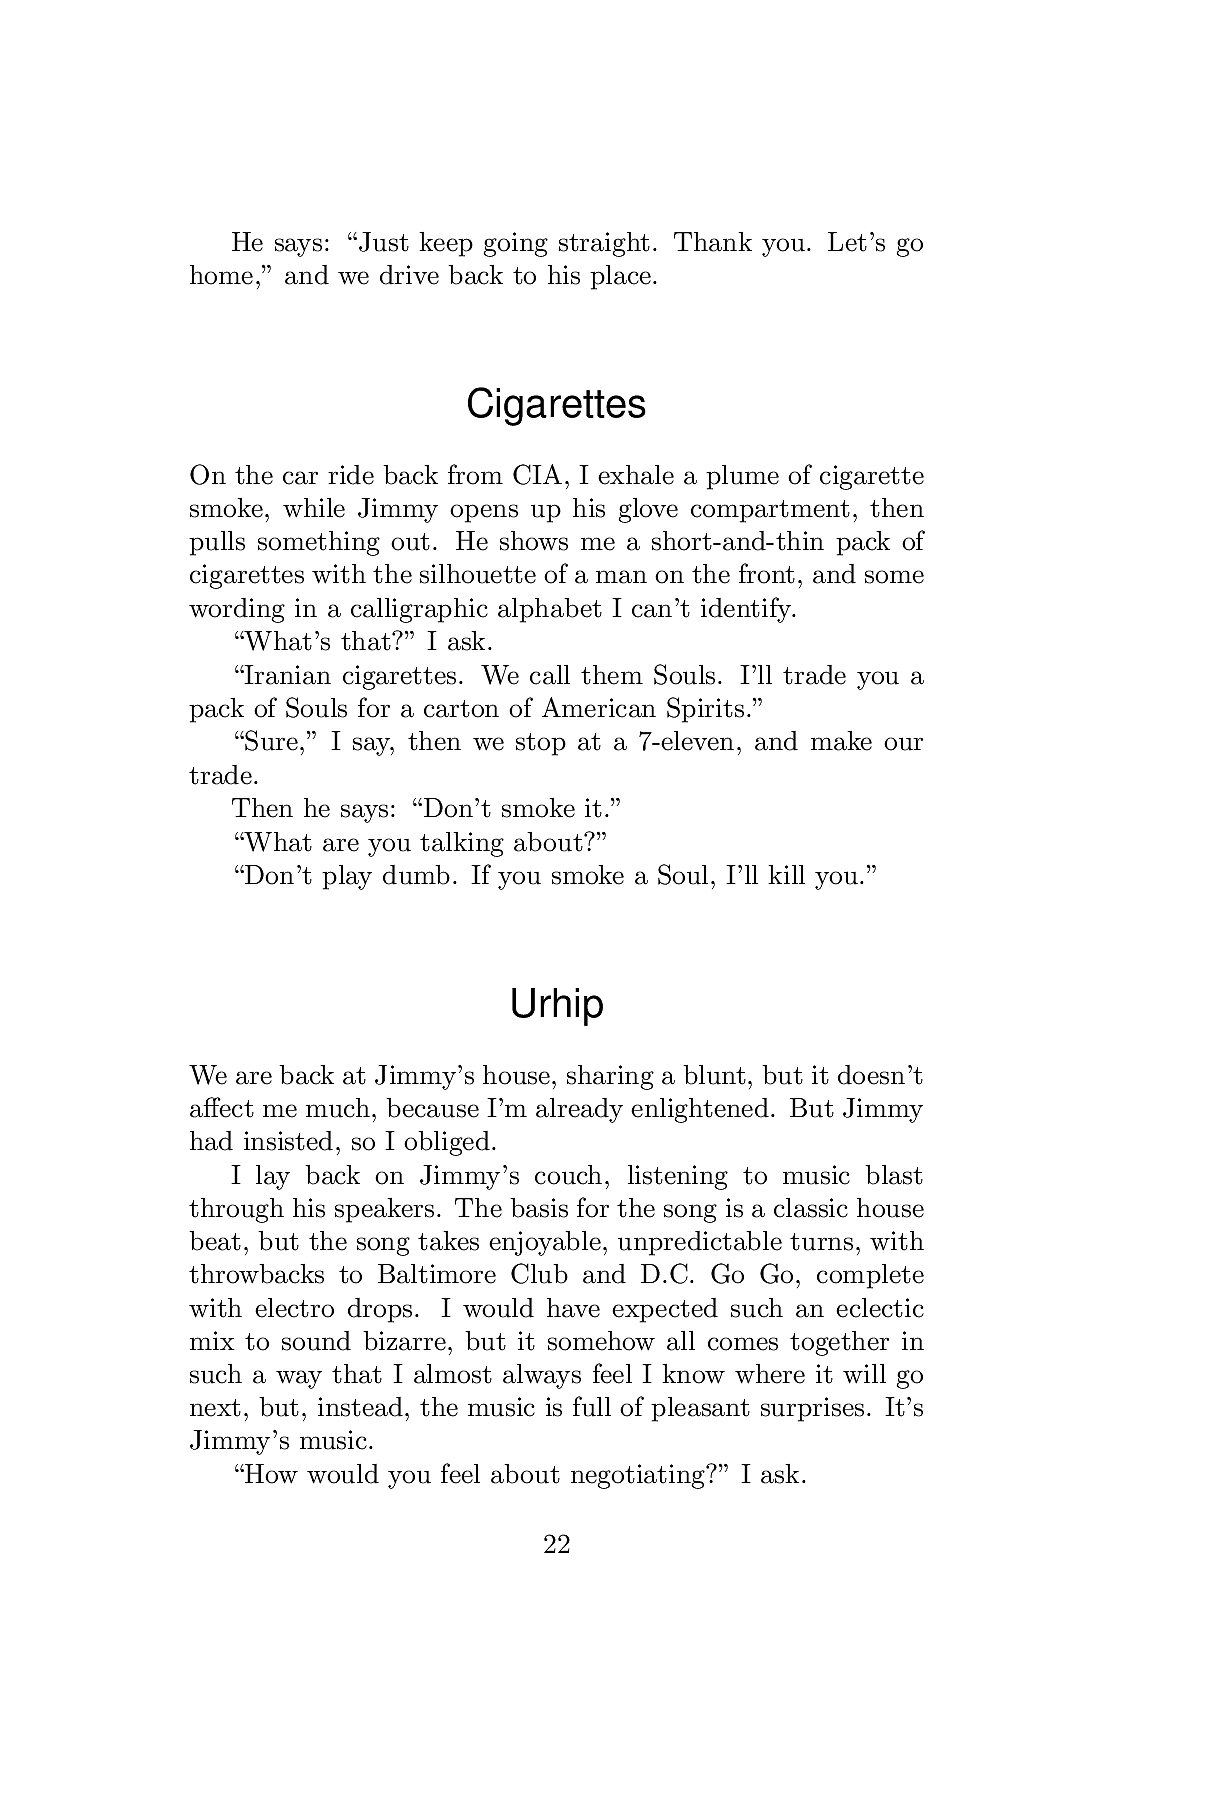 He says: “Just keep going straight. Thank you. Let’s go
home,” and we drive back to his place.
Cigarettes
On the car ride back from CIA, I exhale a plume of cigarette
smoke, while Jimmy opens up his glove compartment, then
pulls something out. He shows me a short-and-thin pack of
cigarettes with the silhouette of a man on the front, and some
wording in a calligraphic alphabet I can’t identify.
“What’s that?” I ask.
“Iranian cigarettes. We call them Souls. I’ll trade you a
pack of Souls for a carton of American Spirits.”
“Sure,” I say, then we stop at a 7-eleven, and make our
trade.
Then he says: “Don’t smoke it.”
“What are you talking about?”
“Don’t play dumb. If you smoke a Soul, I’ll kill you.”
Urhip
We are back at Jimmy’s house, sharing a blunt, but it doesn’t
affect me much, because I’m already enlightened. But Jimmy
had insisted, so I obliged.
I lay back on Jimmy’s couch, listening to music blast
through his speakers. The basis for the song is a classic house
beat, but the song takes enjoyable, unpredictable turns, with
throwbacks to Baltimore Club and D.C. Go Go, complete
with electro drops. I would have expected such an eclectic
mix to sound bizarre, but it somehow all comes together in
such a way that I almost always feel I know where it will go
next, but, instead, the music is full of pleasant surprises. It’s
Jimmy’s music.
“How would you feel about negotiating?” I ask.
22